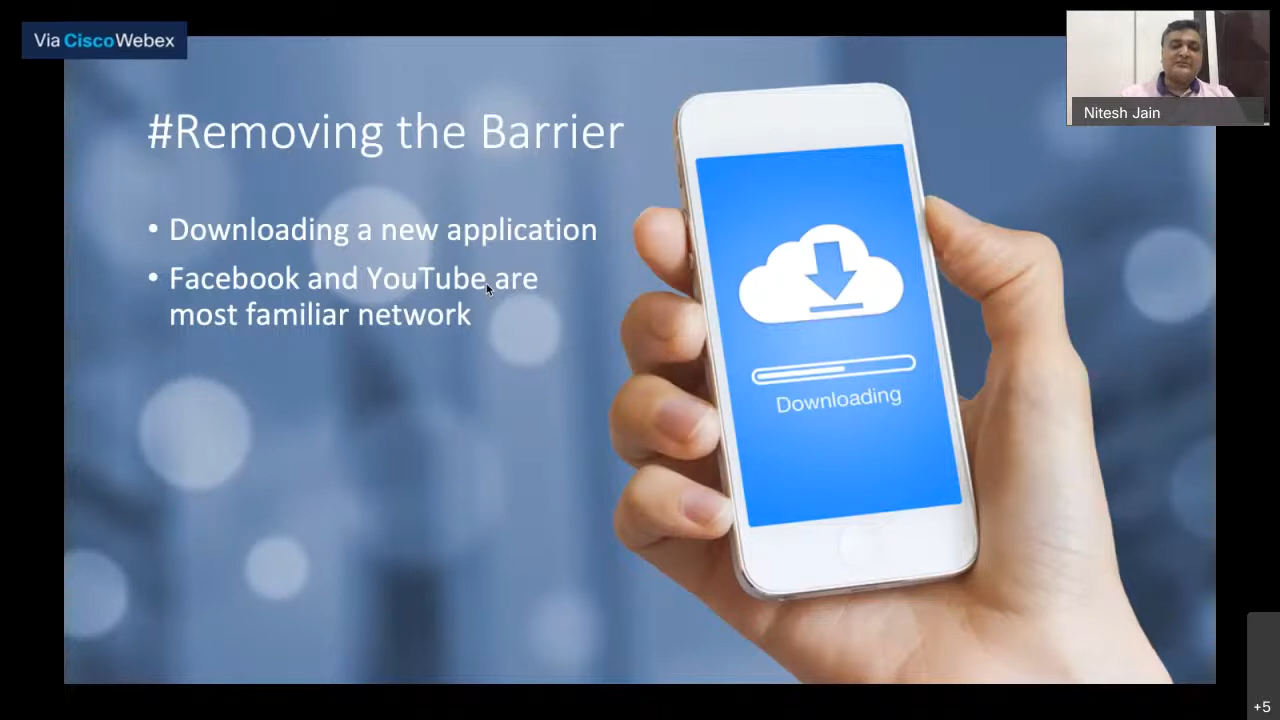 Via CiscoWebex
Nitesh Jain
#Removing the Barrier
• Downloading a new application
• Facebook and YouTube are
most familiar network
Downloading
+5